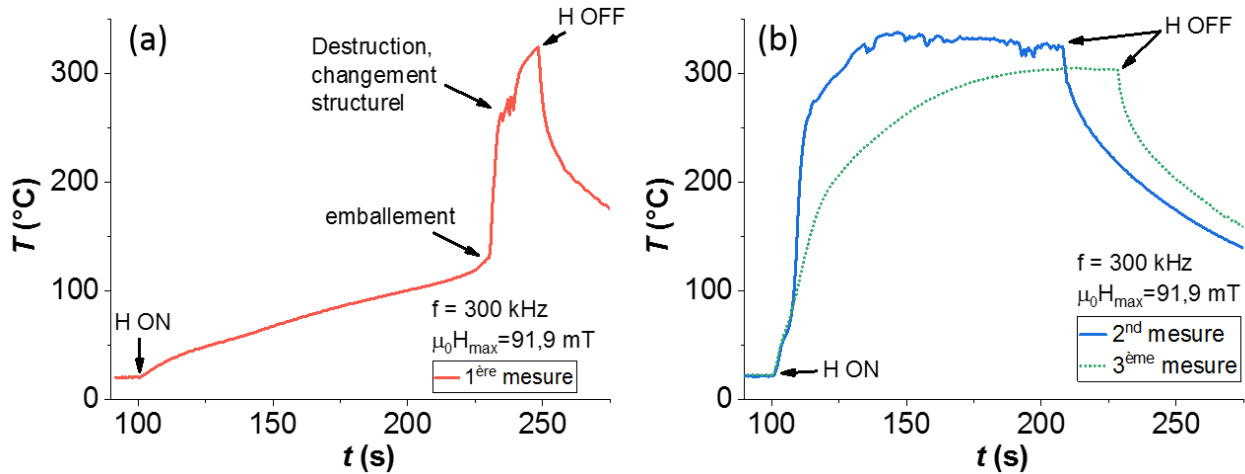 (a)
H OFF
Destruction,
changement
structurel
emballement
H ON
f = 300 kHz
μ₀Hmax=91,9 mT
1ère mesure
T (°C)
300
200
100
0
100
150
200
250
t (s)
(b)
H OFF
H ON
f = 300 kHz
μ₀Hmax=91,9 mT
2nd mesure
3ème mesure
T (°C)
300
200
100
0
100
150
200
250
t (s)